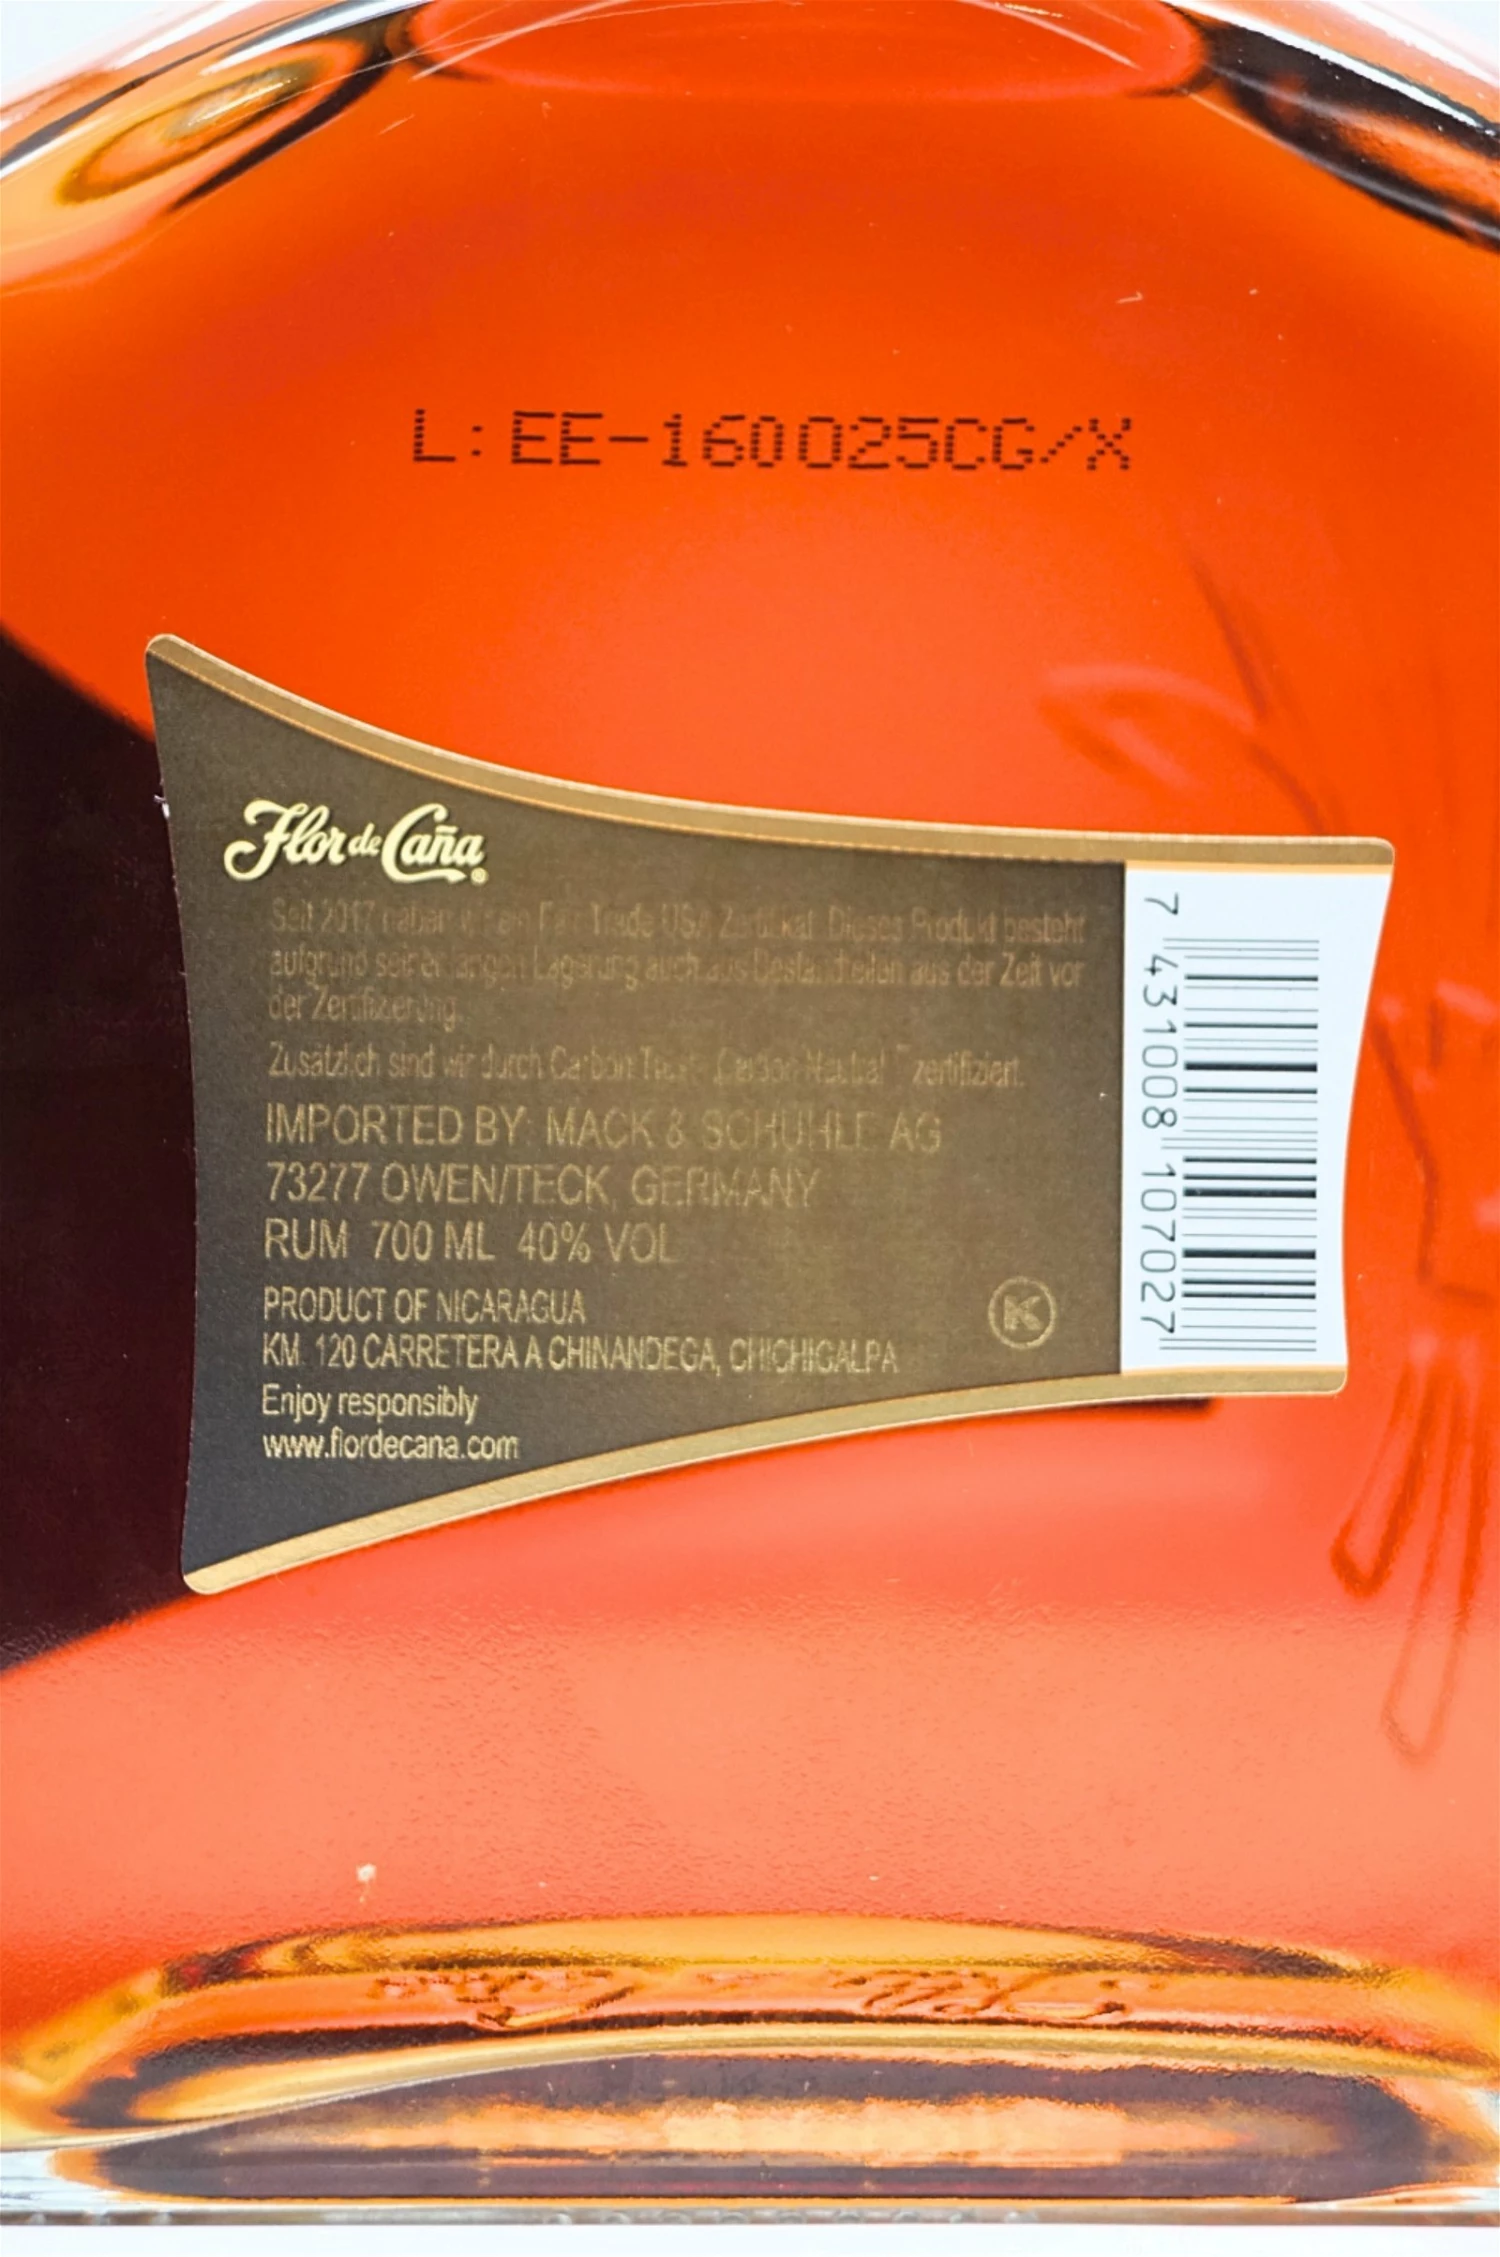 L: EE-160025CG/X
Flor de Caña®
Seit 2017 haben wir ein Fair Trade USA Zertifikat. Dieses Produkt besteht
aufgrund seiner langen Lagerung auch aus Bestandteilen aus der Zeit vor
der Zertifizierung.
Zusätzlich sind wir durch Carbon Trust Carbon Neutral zertifiziert.
IMPORTED BY: MACK & SCHÜHLE AG
73277 OWEN/TECK, GERMANY
RUM 700 ML 40% VOL
PRODUCT OF NICARAGUA
KM. 120 CARRETERA A CHINANDEGA, CHICHIGALPA
Enjoy responsibly
www.flordecana.com
K
7 431008 107027